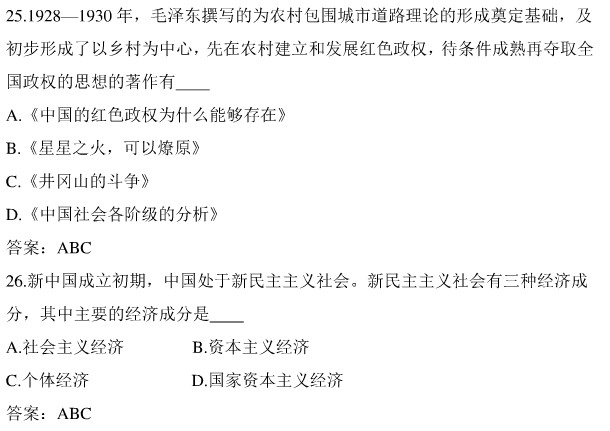 25.1928—1930 年，毛泽东撰写的为农村包围城市道路理论的形成奠定基础，及
初步形成了以乡村为中心，先在农村建立和发展红色政权，待条件成熟再夺取全
国政权的思想的著作有____
A.《中国的红色政权为什么能够存在》
B.《星星之火，可以燎原》
C.《井冈山的斗争》
D.《中国社会各阶级的分析》
答案：ABC
26.新中国成立初期，中国处于新民主主义社会。新民主主义社会有三种经济成
分，其中主要的经济成分是____
A.社会主义经济 B.资本主义经济
C.个体经济 D.国家资本主义经济
答案：ABC